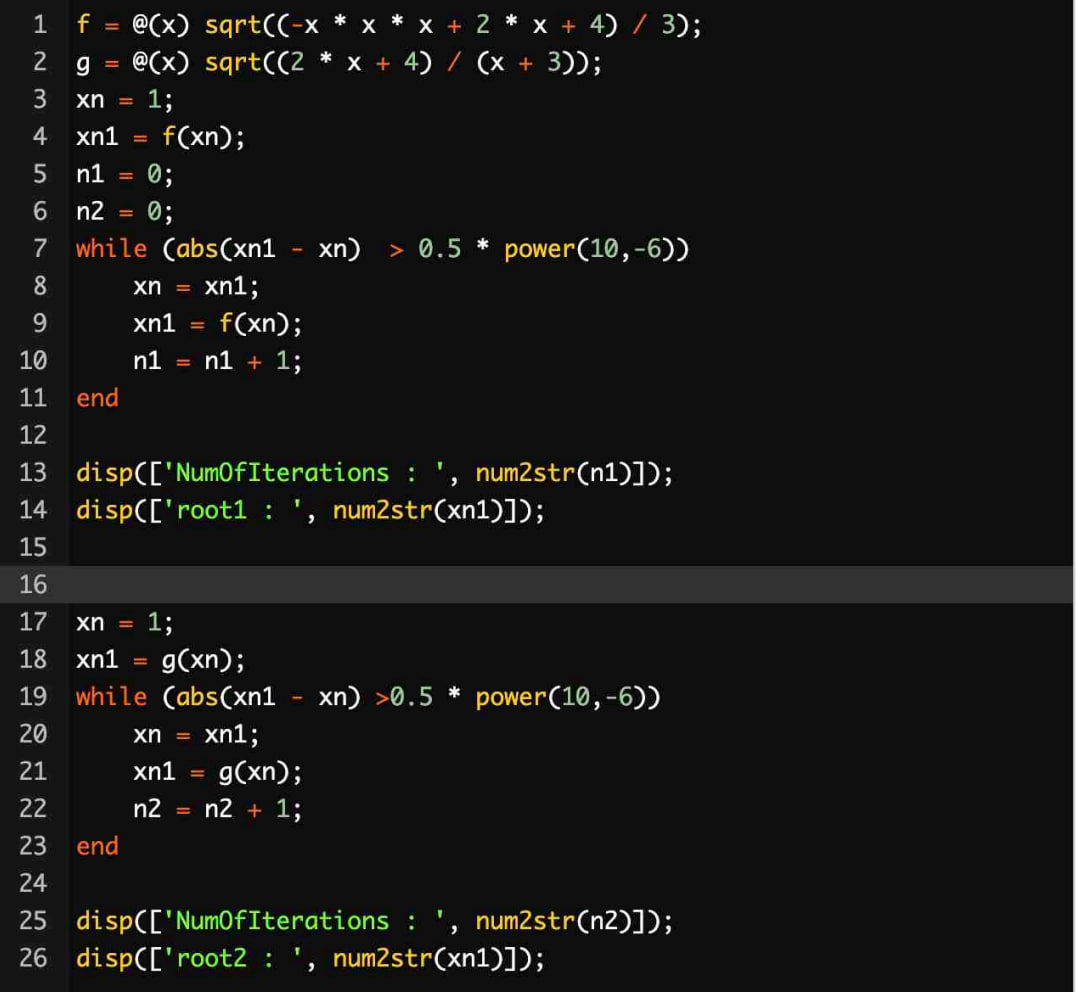 1 f = @(x) sqrt((-x * x * x + 2 * x + 4) / 3);
2 g = @(x) sqrt((2 * x + 4) / (x + 3));
3 xn = 1;
4 xn1 = f(xn);
5 n1 = 0;
6 n2 = 0;
7 while (abs(xn1 - xn)  > 0.5 * power(10,-6))
8     xn = xn1;
9     xn1 = f(xn);
10     n1 = n1 + 1;
11 end
12
13 disp(['NumOfIterations : ', num2str(n1)]);
14 disp(['root1 : ', num2str(xn1)]);
15
16
17 xn = 1;
18 xn1 = g(xn);
19 while (abs(xn1 - xn) >0.5 * power(10,-6))
20     xn = xn1;
21     xn1 = g(xn);
22     n2 = n2 + 1;
23 end
24
25 disp(['NumOfIterations : ', num2str(n2)]);
26 disp(['root2 : ', num2str(xn1)]);